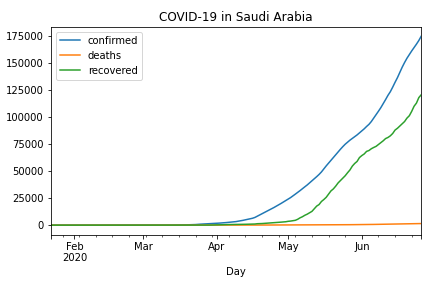 COVID-19 in Saudi Arabia
confirmed
deaths
recovered
175000
150000
125000
100000
75000
50000
25000
0
Feb Mar Apr May Jun
2020
Day